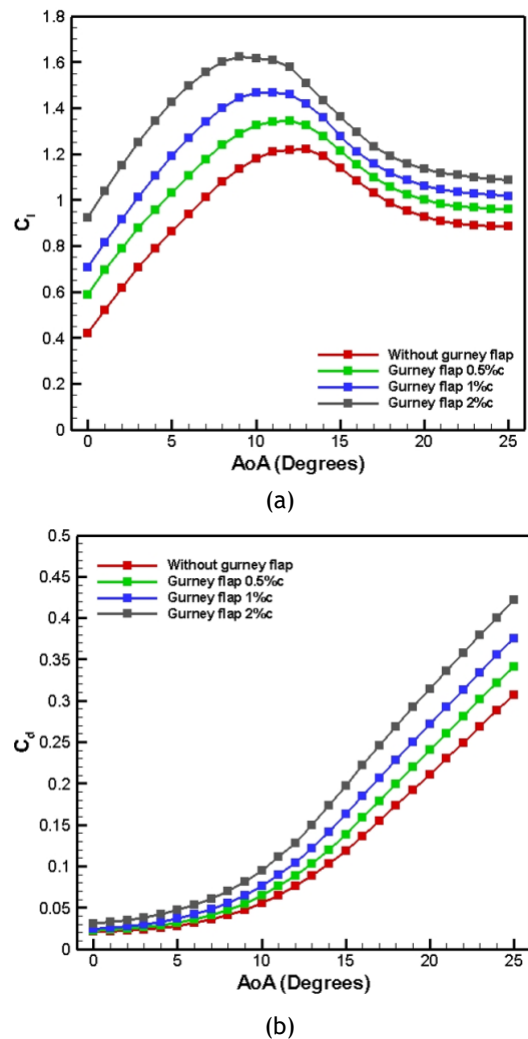 1.8
1.6
1.4
1.2
1
0.8
0.6
0.4
0.2
0
Cl
Without gurney flap
Gurney flap 0.5%c
Gurney flap 1%c
Gurney flap 2%c
0 5 10 15 20 25
AoA (Degrees)
(a)
0.5
0.45
0.4
0.35
0.3
0.25
0.2
0.15
0.1
0.05
0
Cd
Without gurney flap
Gurney flap 0.5%c
Gurney flap 1%c
Gurney flap 2%c
0 5 10 15 20 25
AoA (Degrees)
(b)